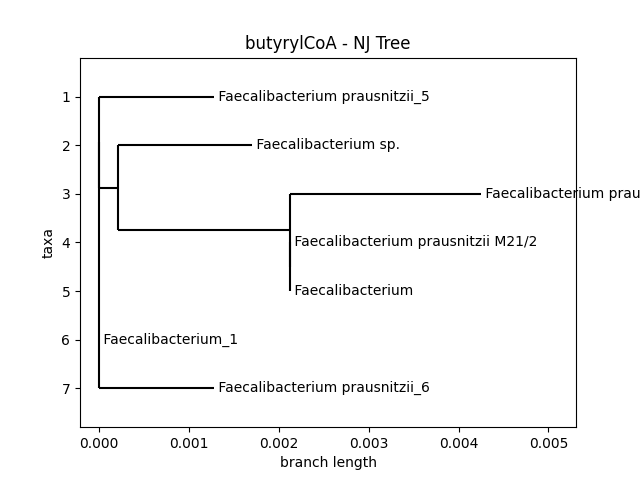 butyrylCoA - NJ Tree
1
Faecalibacterium prausnitzii_5
2
Faecalibacterium sp.
3
Faecalibacterium prau
4
Faecalibacterium prausnitzii M21/2
5
Faecalibacterium
6
Faecalibacterium_1
7
Faecalibacterium prausnitzii_6
taxa
0.000 0.001 0.002 0.003 0.004 0.005
branch length